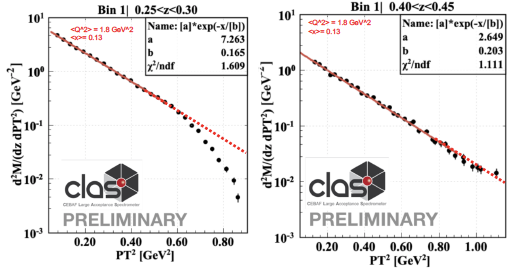 Bin 1| 0.25<z<0.30
<Q^2> = 1.8 GeV^2
<x>= 0.13
Name: [a]*exp(-x/[b])
a 7.263
b 0.165
χ²/ndf 1.609
d²M/(dz dPT²) [GeV⁻²]
10¹
10⁰
10⁻¹
10⁻²
10⁻³
clas
CEBAF Large Acceptance Spectrometer
PRELIMINARY
0.20 0.40 0.60 0.80
PT² [GeV²]
Bin 1| 0.40<z<0.45
<Q^2> = 1.8 GeV^2
<x>= 0.13
Name: [a]*exp(-x/[b])
a 2.649
b 0.203
χ²/ndf 1.111
d²M/(dz dPT²) [GeV⁻²]
10¹
10⁰
10⁻¹
10⁻²
10⁻³
clas
CEBAF Large Acceptance Spectrometer
PRELIMINARY
0.20 0.40 0.60 0.80 1.00
PT² [GeV²]